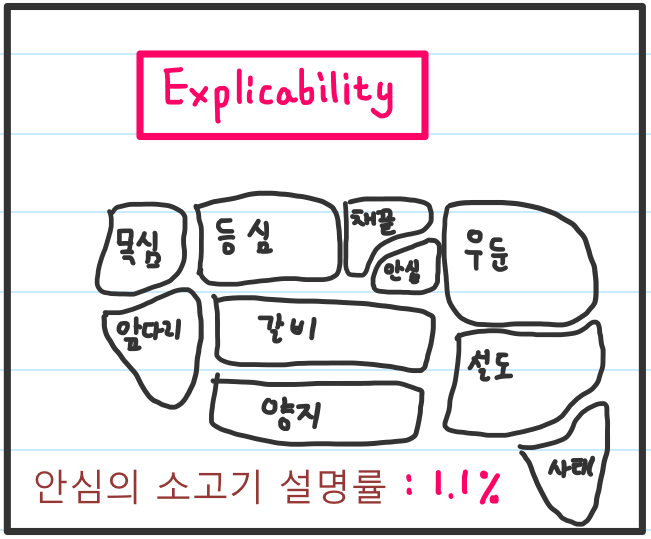 Explicability
목심
등심
채끝
안심
우둔
앞다리
갈비
설도
양지
사태
안심의 소고기 설명률 : 1.1%